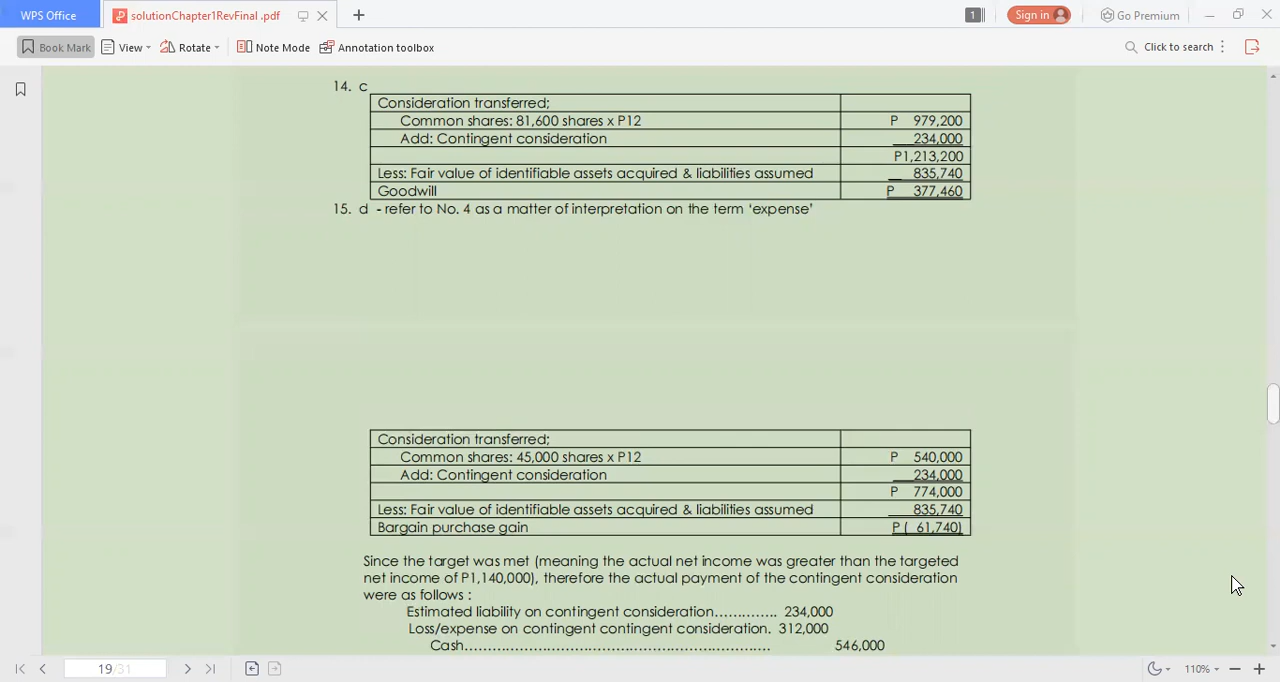 WPS Office
solutionChapter1RevFinal .pdf
1
Sign in
Go Premium
Book Mark
View
Rotate
Note Mode
Annotation toolbox
Click to search
14. c
Consideration transferred;
Common shares: 81,600 shares x P12 P 979,200
Add: Contingent consideration 234,000
P1,213,200
Less: Fair value of identifiable assets acquired & liabilities assumed 835,740
Goodwill P 377,460
15. d - refer to No. 4 as a matter of interpretation on the term ‘expense’
Consideration transferred;
Common shares: 45,000 shares x P12 P 540,000
Add: Contingent consideration 234,000
P 774,000
Less: Fair value of identifiable assets acquired & liabilities assumed 835,740
Bargain purchase gain P ( 61,740)
Since the target was met (meaning the actual net income was greater than the targeted
net income of P1,140,000), therefore the actual payment of the contingent consideration
were as follows :
Estimated liability on contingent consideration.............. 234,000
Loss/expense on contingent contingent consideration. 312,000
Cash.................................................................. 546,000
19/31
110%